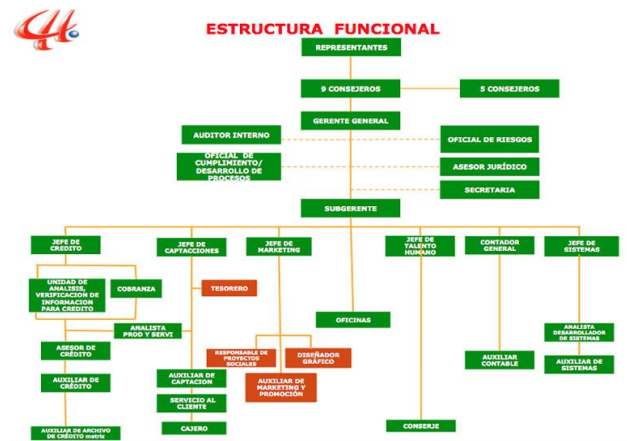 ESTRUCTURA FUNCIONAL
REPRESENTANTES
9 CONSEJEROS
5 CONSEJEROS
GERENTE GENERAL
AUDITOR INTERNO
OFICIAL DE RIESGOS
OFICIAL DE
CUMPLIMIENTO/
DESARROLLO DE
PROCESOS
ASESOR JURÍDICO
SECRETARIA
SUBGERENTE
JEFE DE
CREDITO
JEFE DE
CAPTACCIONES
JEFE DE
MARKETING
JEFE DE
TALENTO
HUMANO
CONTADOR
GENERAL
JEFE DE
SISTEMAS
UNIDAD DE
ANALISIS,
VERIFICACION DE
INFORMACION
PARA CREDITO
COBRANZA
TESORERO
OFICINAS
ANALISTA
PROD Y SERVI
ANALISTA
DESARROLLADOR
DE SISTEMAS
ASESOR DE
CRÉDITO
RESPONSABLE DE
PROYECTOS
SOCIALES
DISEÑADOR
GRÁFICO
AUXILIAR
CONTABLE
AUXILIAR DE
SISTEMAS
AUXILIAR DE
CRÉDITO
AUXILIAR DE
CAPTACION
AUXILIAR DE
MARKETING Y
PROMOCIÓN
SERVICIO AL
CLIENTE
AUXILIAR DE ARCHIVO
DE CRÉDITO matriz
CAJERO
CONSERJE